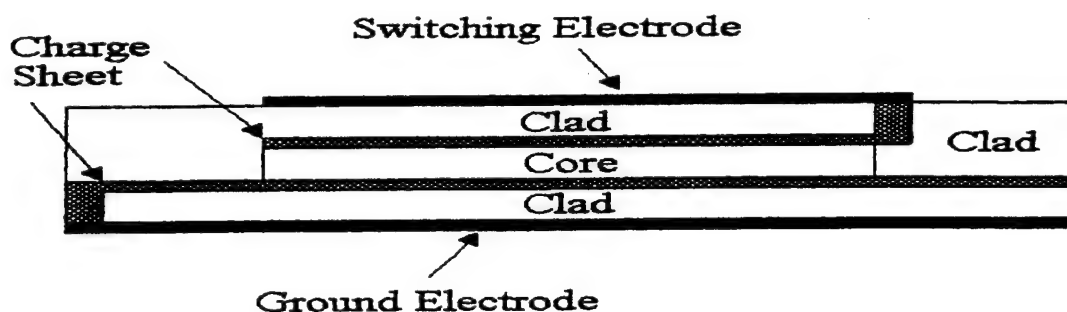 Switching Electrode
Charge
Sheet
Clad
Core
Clad
Clad
Ground Electrode